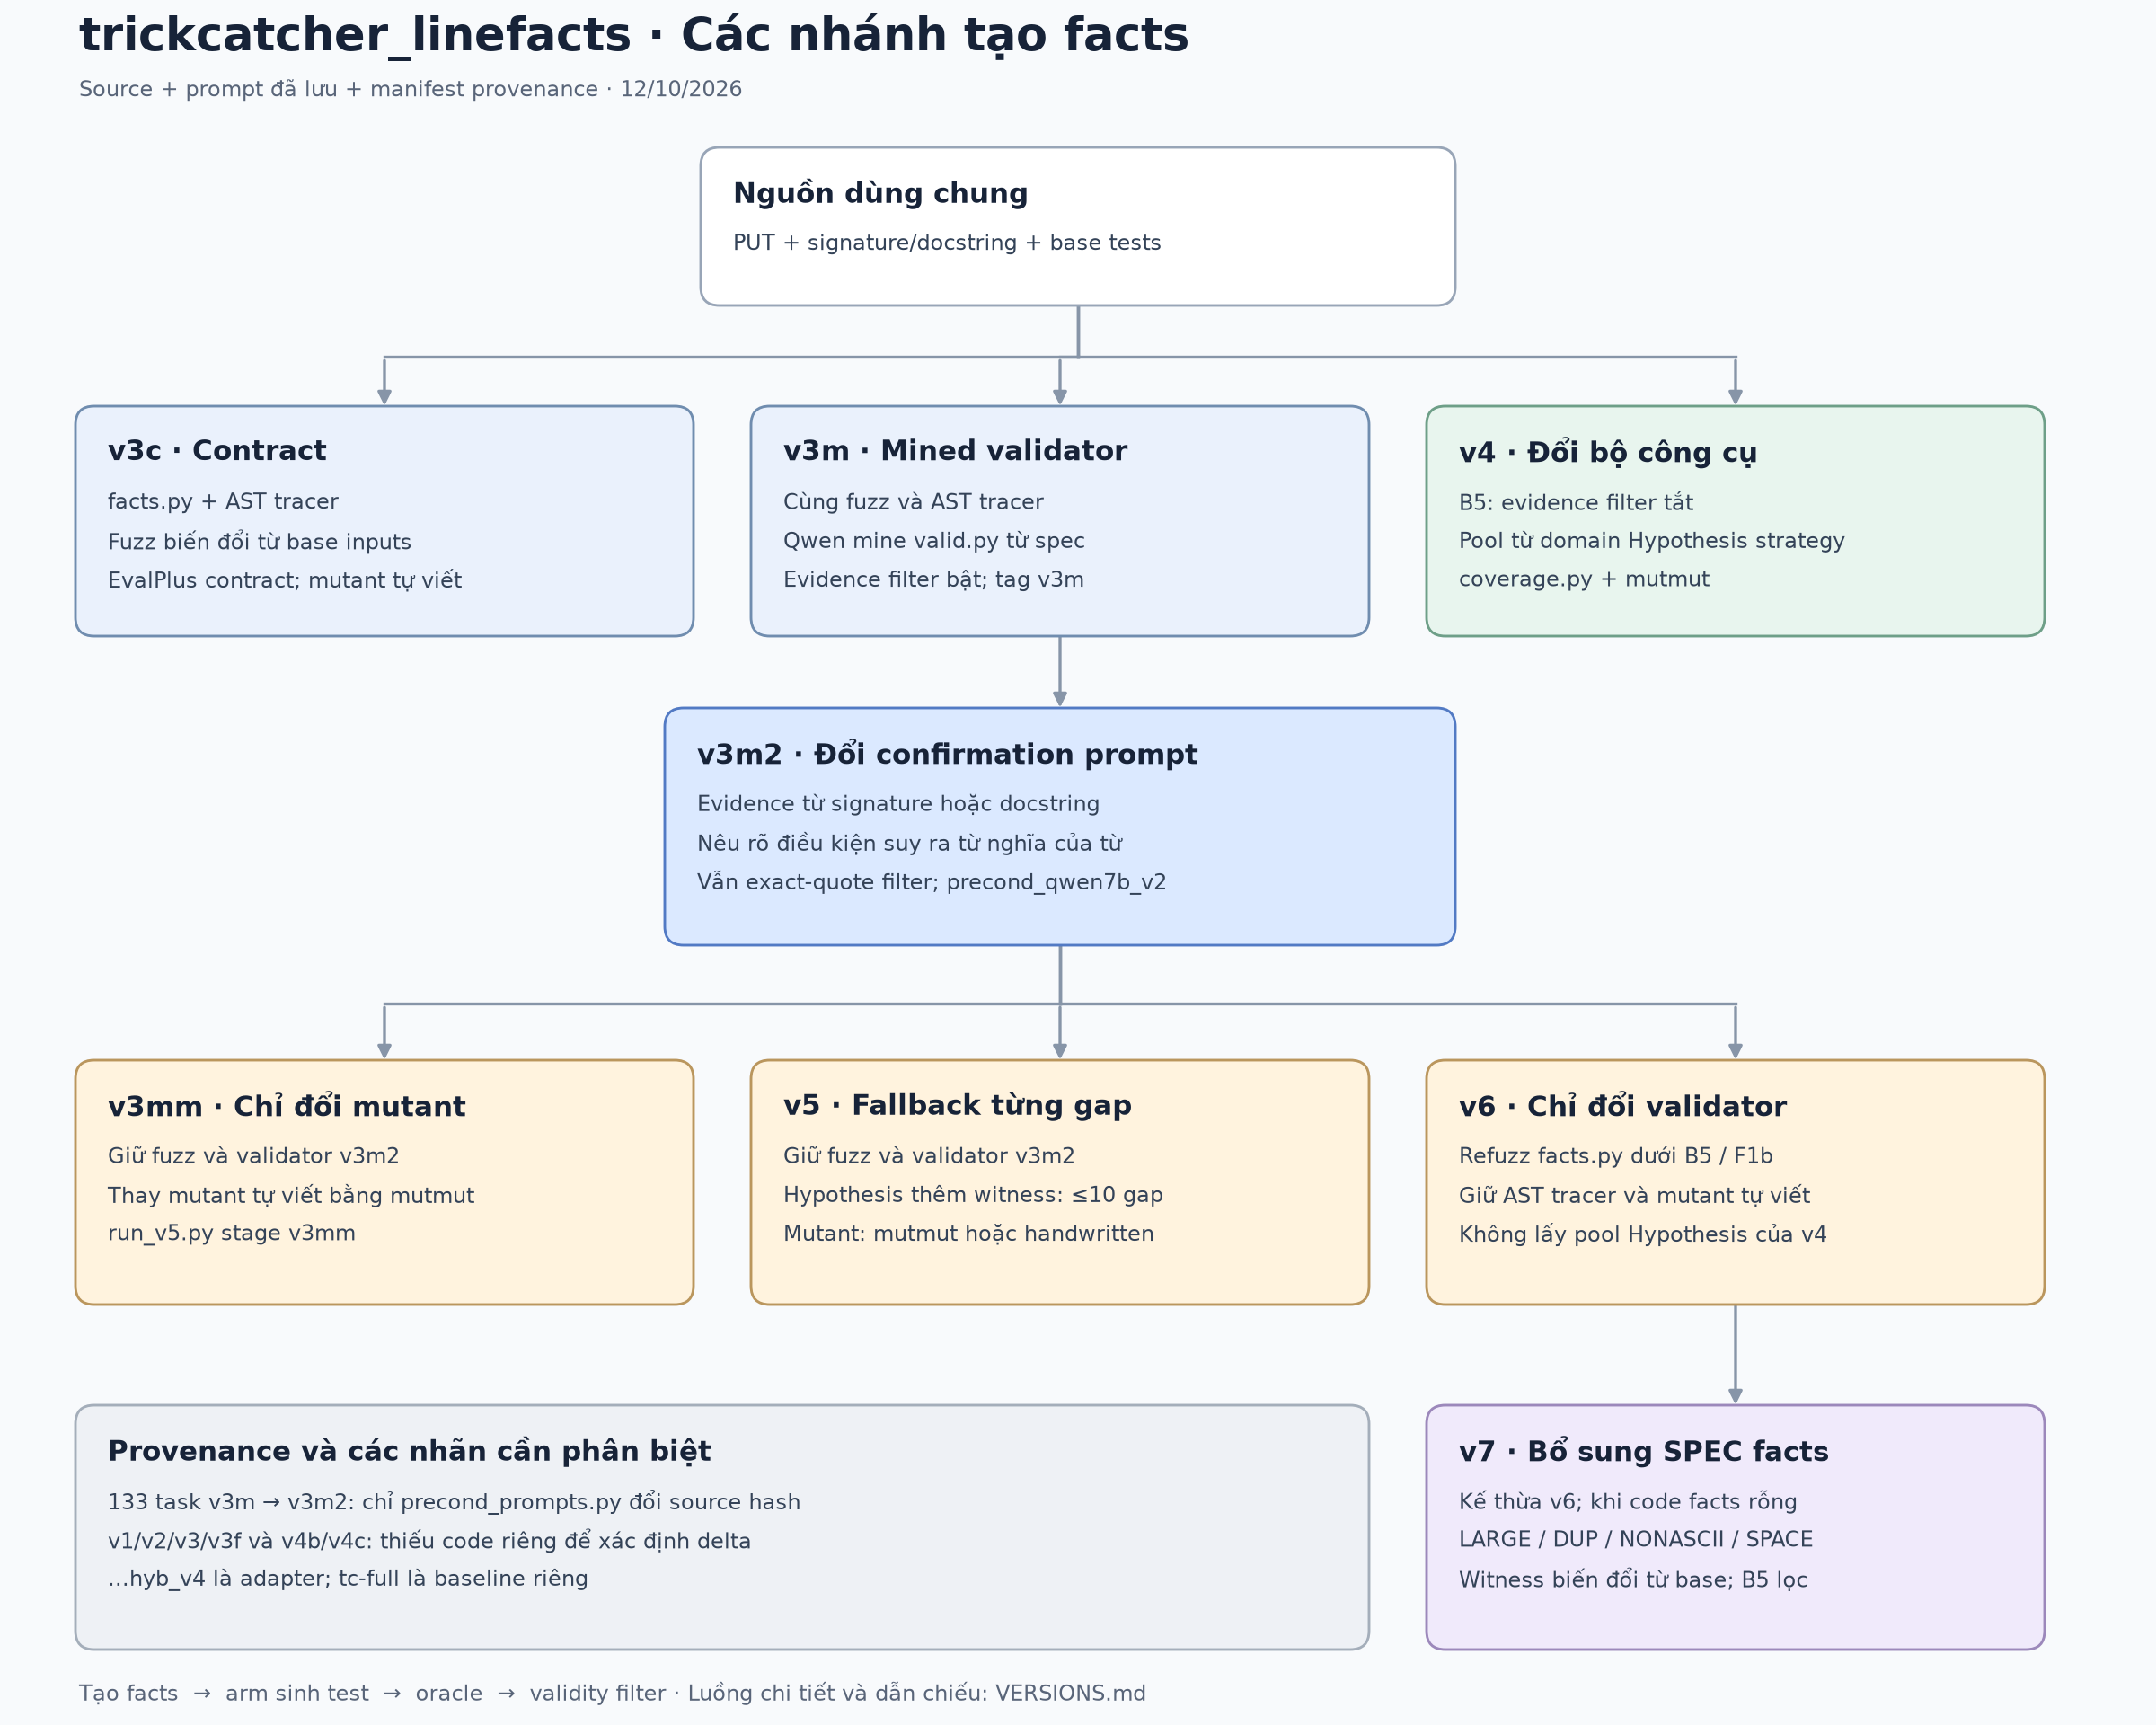 trickcatcher_linefacts · Các nhánh tạo facts
Source + prompt đã lưu + manifest provenance · 12/10/2026
Nguồn dùng chung
PUT + signature/docstring + base tests
v3c · Contract
facts.py + AST tracer
Fuzz biến đổi từ base inputs
EvalPlus contract; mutant tự viết
v3m · Mined validator
Cùng fuzz và AST tracer
Qwen mine valid.py từ spec
Evidence filter bật; tag v3m
v4 · Đổi bộ công cụ
B5: evidence filter tắt
Pool từ domain Hypothesis strategy
coverage.py + mutmut
v3m2 · Đổi confirmation prompt
Evidence từ signature hoặc docstring
Nêu rõ điều kiện suy ra từ nghĩa của từ
Vẫn exact-quote filter; precond_qwen7b_v2
v3mm · Chỉ đổi mutant
Giữ fuzz và validator v3m2
Thay mutant tự viết bằng mutmut
run_v5.py stage v3mm
v5 · Fallback từng gap
Giữ fuzz và validator v3m2
Hypothesis thêm witness: ≤10 gap
Mutant: mutmut hoặc handwritten
v6 · Chỉ đổi validator
Refuzz facts.py dưới B5 / F1b
Giữ AST tracer và mutant tự viết
Không lấy pool Hypothesis của v4
Provenance và các nhãn cần phân biệt
133 task v3m → v3m2: chỉ precond_prompts.py đổi source hash
v1/v2/v3/v3f và v4b/v4c: thiếu code riêng để xác định delta
…hyb_v4 là adapter; tc-full là baseline riêng
v7 · Bổ sung SPEC facts
Kế thừa v6; khi code facts rỗng
LARGE / DUP / NONASCII / SPACE
Witness biến đổi từ base; B5 lọc
Tạo facts → arm sinh test → oracle → validity filter · Luồng chi tiết và dẫn chiếu: VERSIONS.md